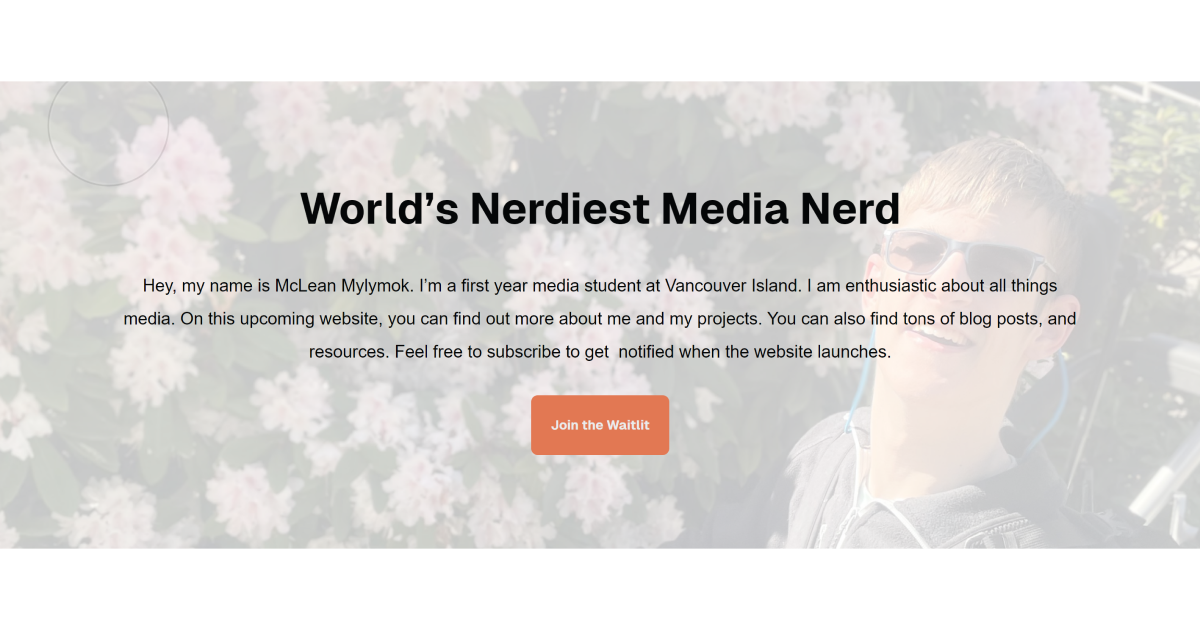 World’s Nerdiest Media Nerd
Hey, my name is McLean Mylymok. I’m a first year media student at Vancouver Island. I am enthusiastic about all things
media. On this upcoming website, you can find out more about me and my projects. You can also find tons of blog posts, and
resources. Feel free to subscribe to get  notified when the website launches.
Join the Waitlit